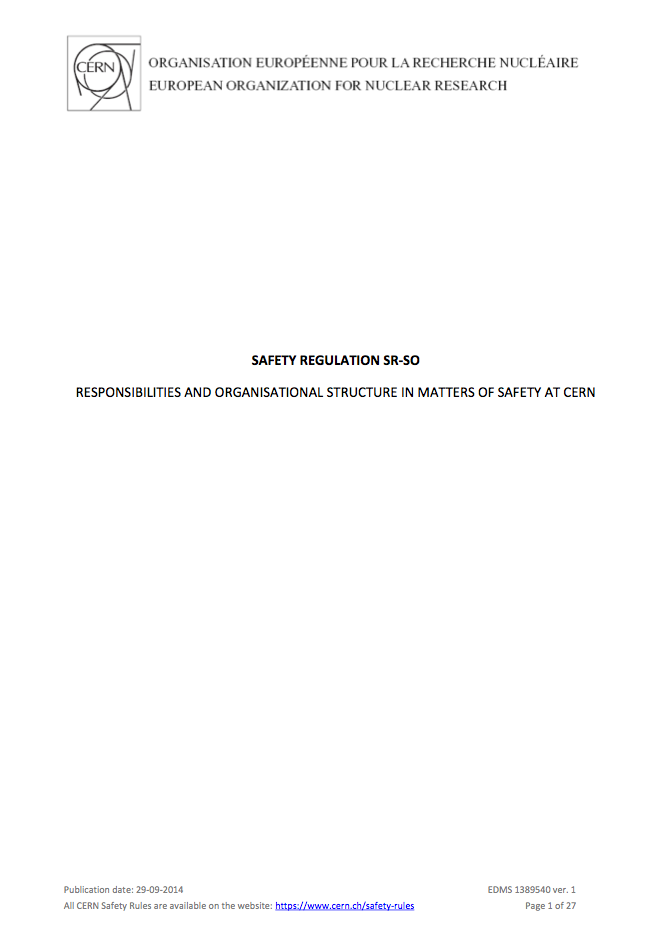 CERN
ORGANISATION EUROPÉENNE POUR LA RECHERCHE NUCLÉAIRE
EUROPEAN ORGANIZATION FOR NUCLEAR RESEARCH
SAFETY REGULATION SR-SO
RESPONSIBILITIES AND ORGANISATIONAL STRUCTURE IN MATTERS OF SAFETY AT CERN
Publication date: 29-09-2014 EDMS 1389540 ver. 1
All CERN Safety Rules are available on the website: https://www.cern.ch/safety-rules Page 1 of 27